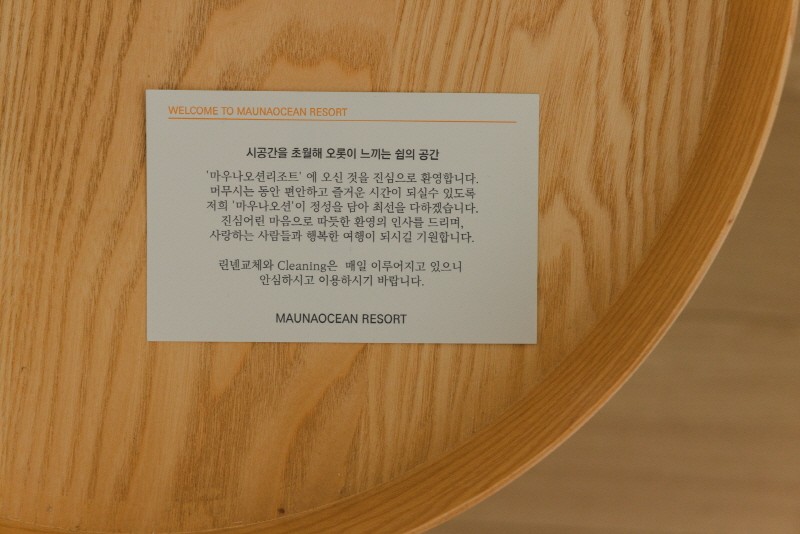 WELCOME TO MAUNAOCEAN RESORT
시공간을 초월해 오롯이 느끼는 쉼의 공간
'마우나오션리조트' 에 오신 것을 진심으로 환영합니다.
머무시는 동안 편안하고 즐거운 시간이 되실수 있도록
저희 '마우나오션'이 정성을 담아 최선을 다하겠습니다.
진심어린 마음으로 따듯한 환영의 인사를 드리며,
사랑하는 사람들과 행복한 여행이 되시길 기원합니다.
린넨교체와 Cleaning은 매일 이루어지고 있으니
안심하시고 이용하시기 바랍니다.
MAUNAOCEAN RESORT